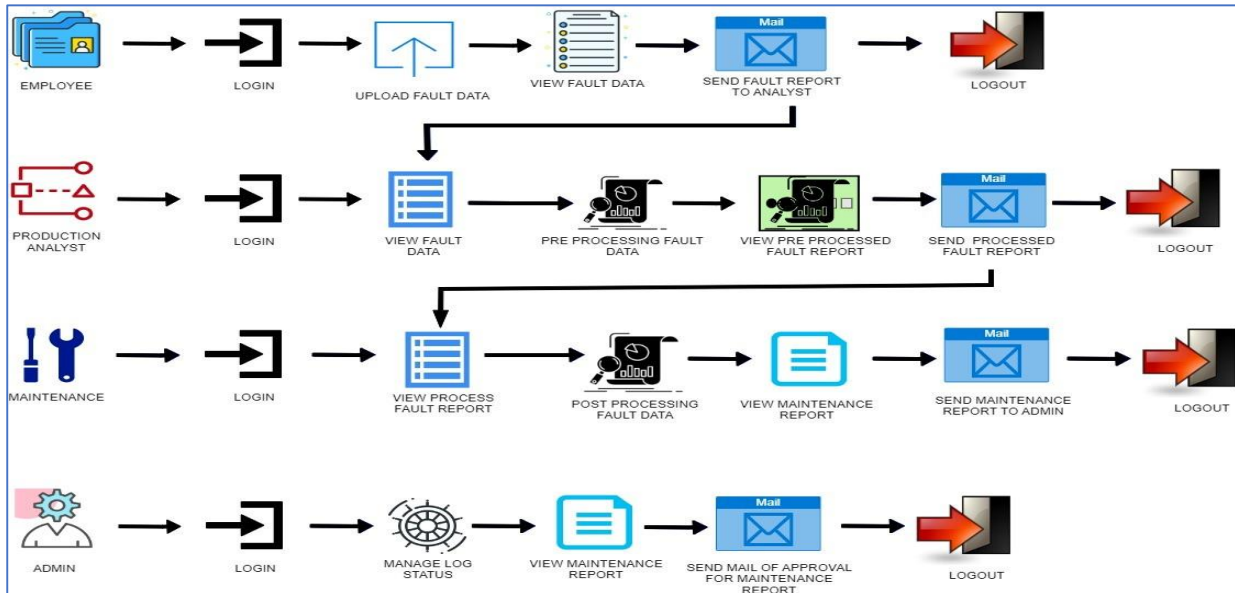 Mail
EMPLOYEE
LOGIN
UPLOAD FAULT DATA
VIEW FAULT DATA
SEND FAULT REPORT
TO ANALYST
LOGOUT
Mail
PRODUCTION
ANALYST
LOGIN
VIEW FAULT
DATA
PRE PROCESSING FAULT
DATA
VIEW PRE PROCESSED
FAULT REPORT
SEND PROCESSED
FAULT REPORT
LOGOUT
Mail
MAINTENANCE
LOGIN
VIEW PROCESS
FAULT REPORT
POST PROCESSING
FAULT DATA
VIEW MAINTENANCE
REPORT
SEND MAINTENANCE
REPORT TO ADMIN
LOGOUT
Mail
ADMIN
LOGIN
MANAGE LOG
STATUS
VIEW MAINTENANCE
REPORT
SEND MAIL OF APPROVAL
FOR MAINTENANCE
REPORT
LOGOUT